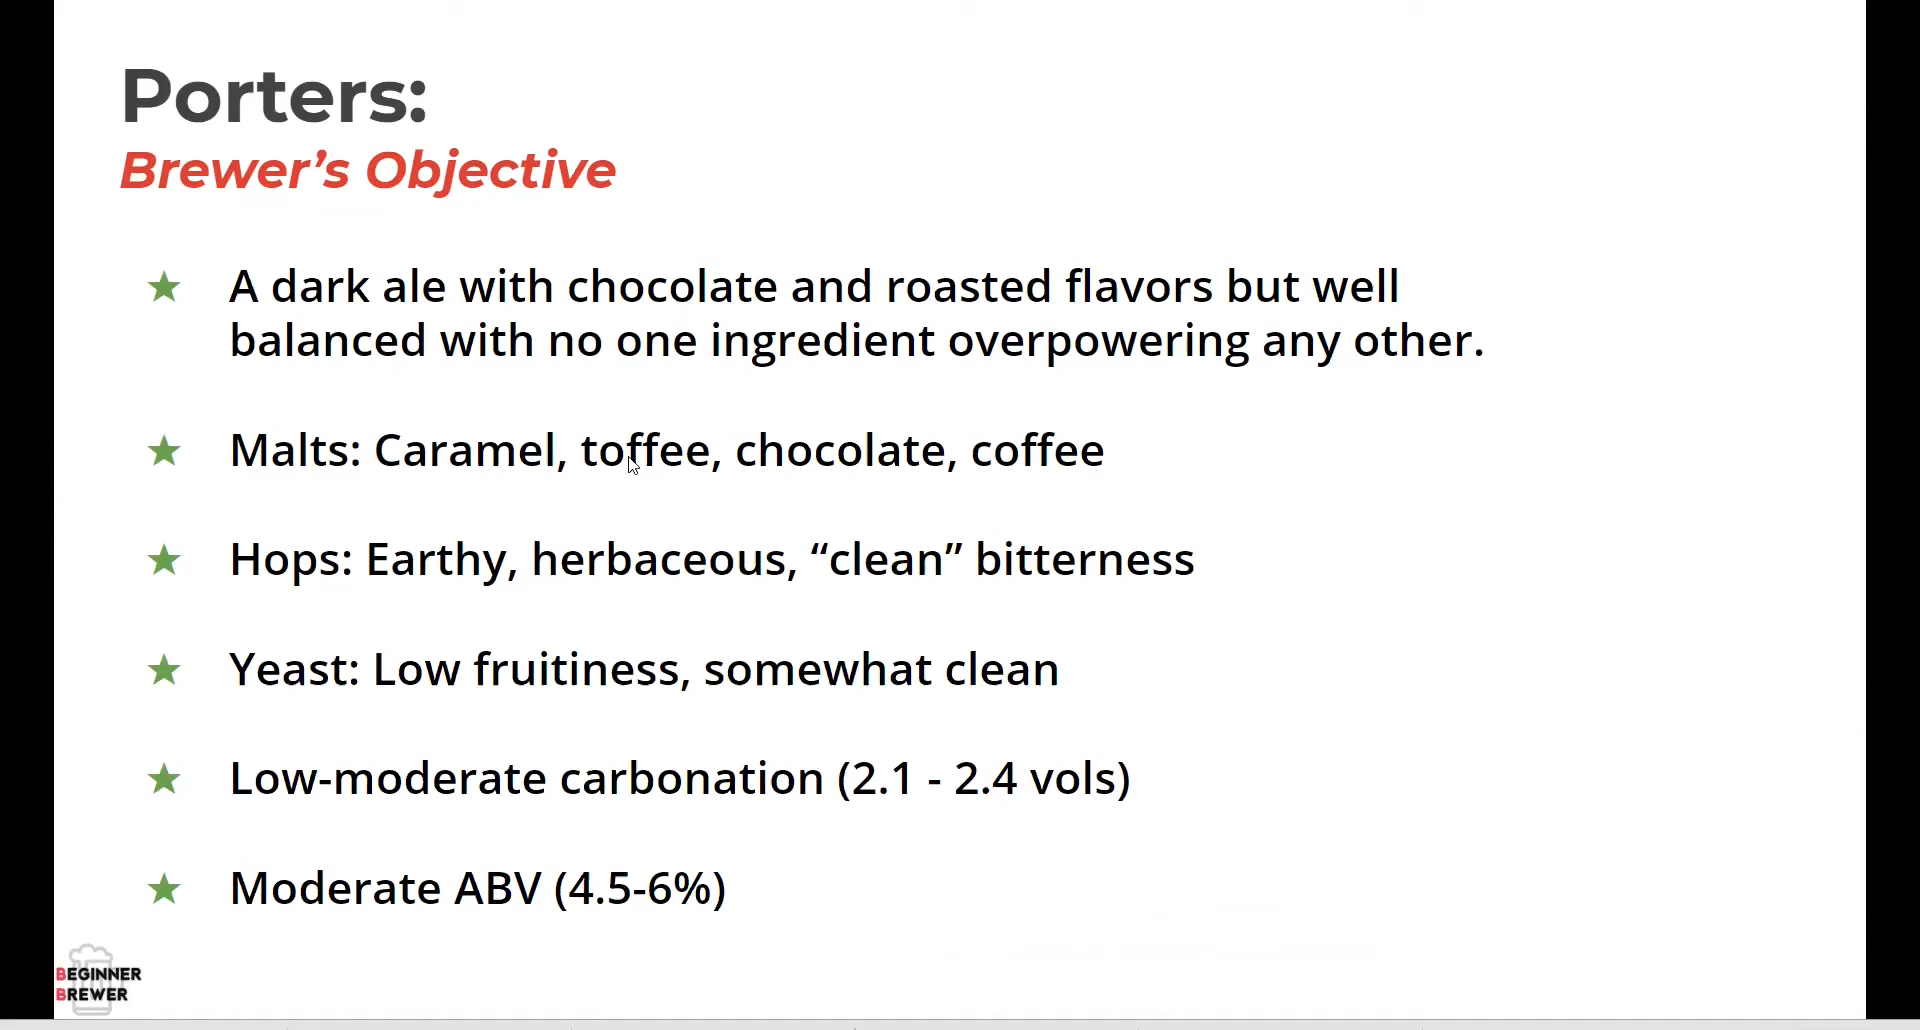 Porters:
Brewer’s Objective
A dark ale with chocolate and roasted flavors but well
balanced with no one ingredient overpowering any other.
Malts: Caramel, toffee, chocolate, coffee
Hops: Earthy, herbaceous, “clean” bitterness
Yeast: Low fruitiness, somewhat clean
Low-moderate carbonation (2.1 - 2.4 vols)
Moderate ABV (4.5-6%)
BEGINNER
BREWER